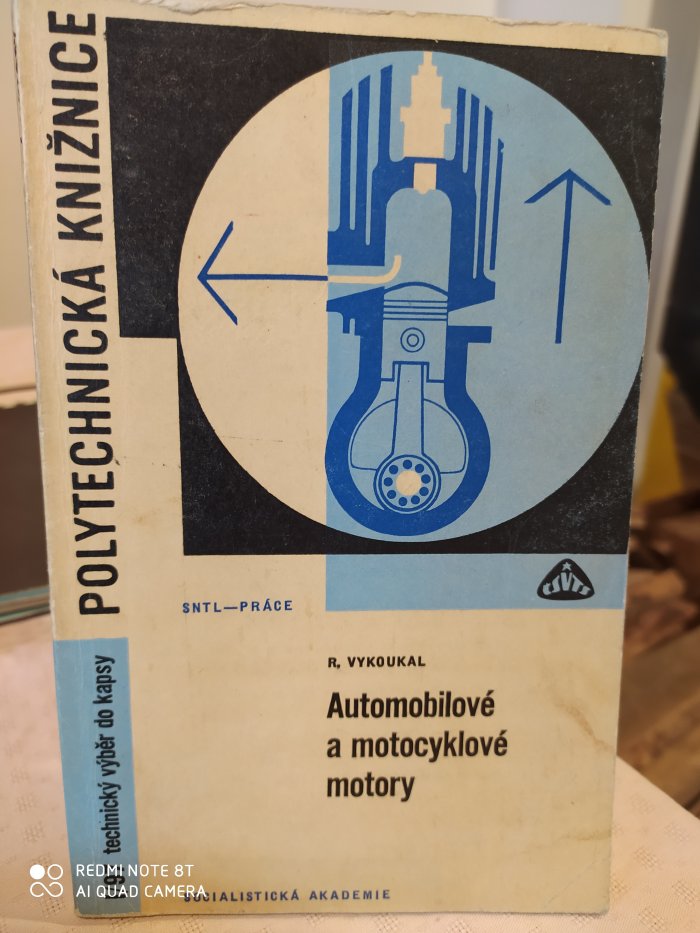 POLYTECHNICKÁ KNIŽNICE
technický výběr do kapsy
ČSVTS
SNTL—PRÁCE
R. VYKOUKAL
Automobilové
a motocyklové
motory
SOCIALISTICKÁ AKADEMIE
REDMI NOTE 8T
AI QUAD CAMERA